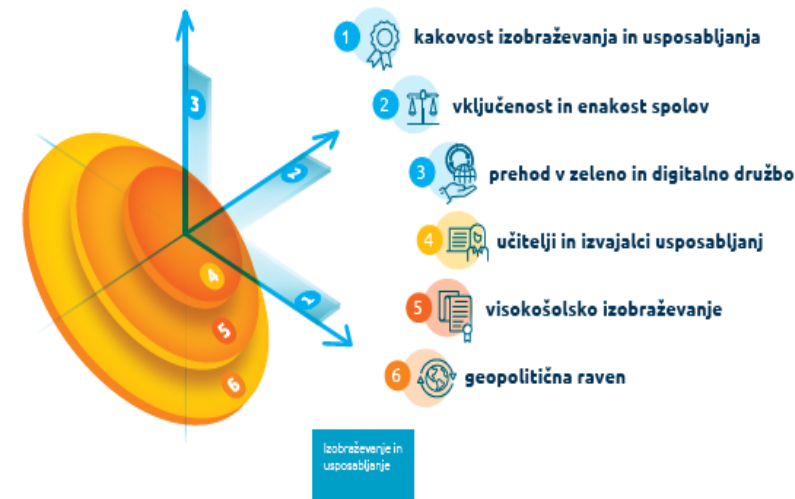 1 kakovost izobraževanja in usposabljanja
2 vključenost in enakost spolov
3 prehod v zeleno in digitalno družbo
4 učitelji in izvajalci usposabljanj
5 visokošolsko izobraževanje
6 geopolitična raven
3
2
1
4
5
6
Izobraževanje in
usposabljanje